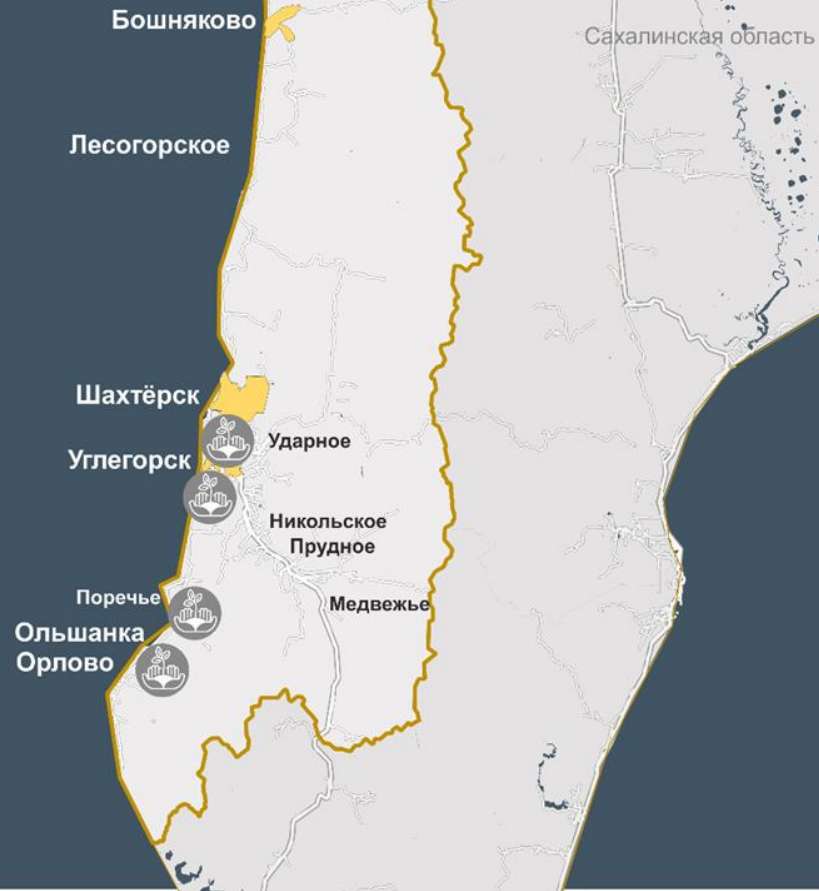 Бошняково
Сахалинская область
Лесогорское
Шахтёрск
Ударное
Углегорск
Никольское
Прудное
Поречье
Медвежье
Ольшанка
Орлово